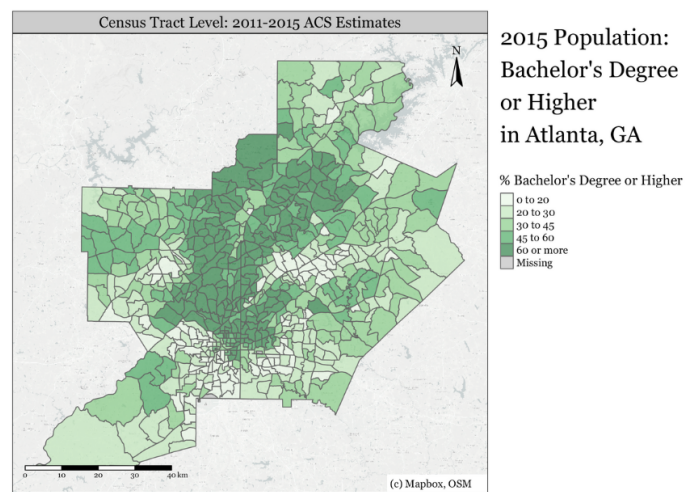 Census Tract Level: 2011-2015 ACS Estimates
N
2015 Population:
Bachelor's Degree
or Higher
in Atlanta, GA
% Bachelor's Degree or Higher
0 to 20
20 to 30
30 to 45
45 to 60
60 or more
Missing
0 10 20 30 40 km
(c) Mapbox, OSM